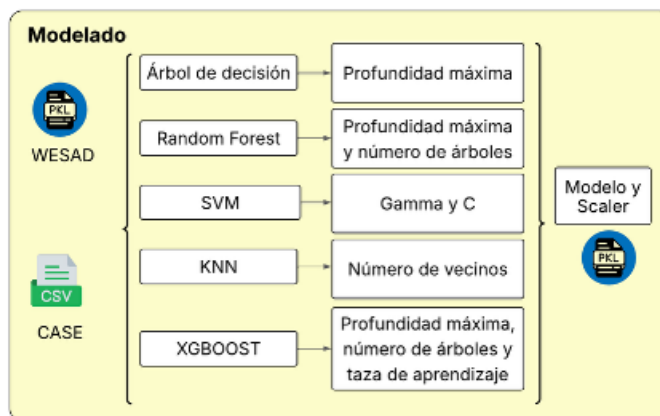 Modelado
PKL
WESAD
CSV
CASE
Árbol de decisión
Profundidad máxima
Random Forest
Profundidad máxima
y número de árboles
SVM
Gamma y C
KNN
Número de vecinos
XGBOOST
Profundidad máxima,
número de árboles y
taza de aprendizaje
Modelo y
Scaler
PKL